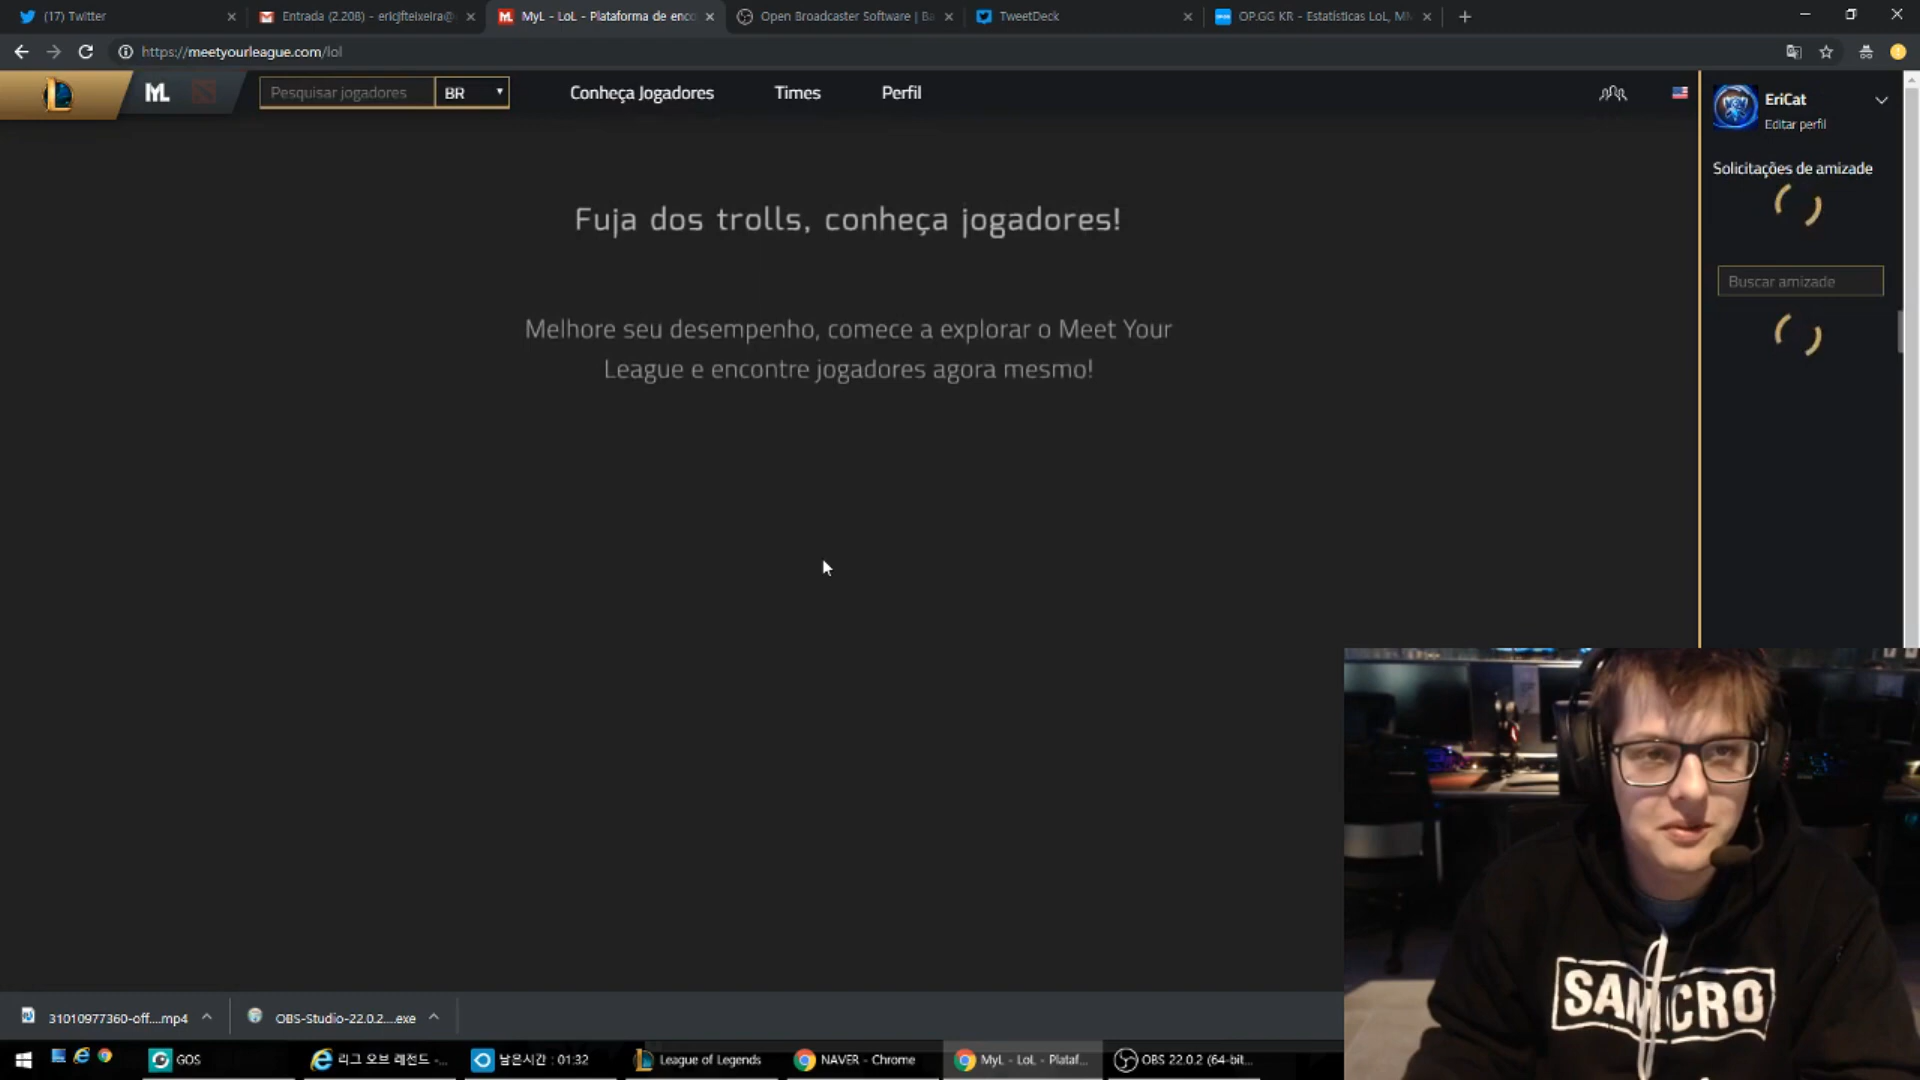 (17) Twitter
Entrada (2.208) - ericjfteixeira@
MyL - LoL - Plataforma de enco
Open Broadcaster Software | Ba
TweetDeck
OP.GG KR - Estatísticas LoL, MM
https://meetyourleague.com/lol
ML
Pesquisar jogadores
BR
Conheça Jogadores
Times
Perfil
EriCat
Editar perfil
Solicitações de amizade
Buscar amizade
Fuja dos trolls, conheça jogadores!
Melhore seu desempenho, comece a explorar o Meet Your
League e encontre jogadores agora mesmo!
SAMCRO
31010977360-off....mp4
OBS-Studio-22.0.2....exe
GOS
리그 오브 레전드 -...
남은시간 : 01:32
League of Legends
NAVER - Chrome
MyL - LoL - Plataf...
OBS 22.0.2 (64-bit...